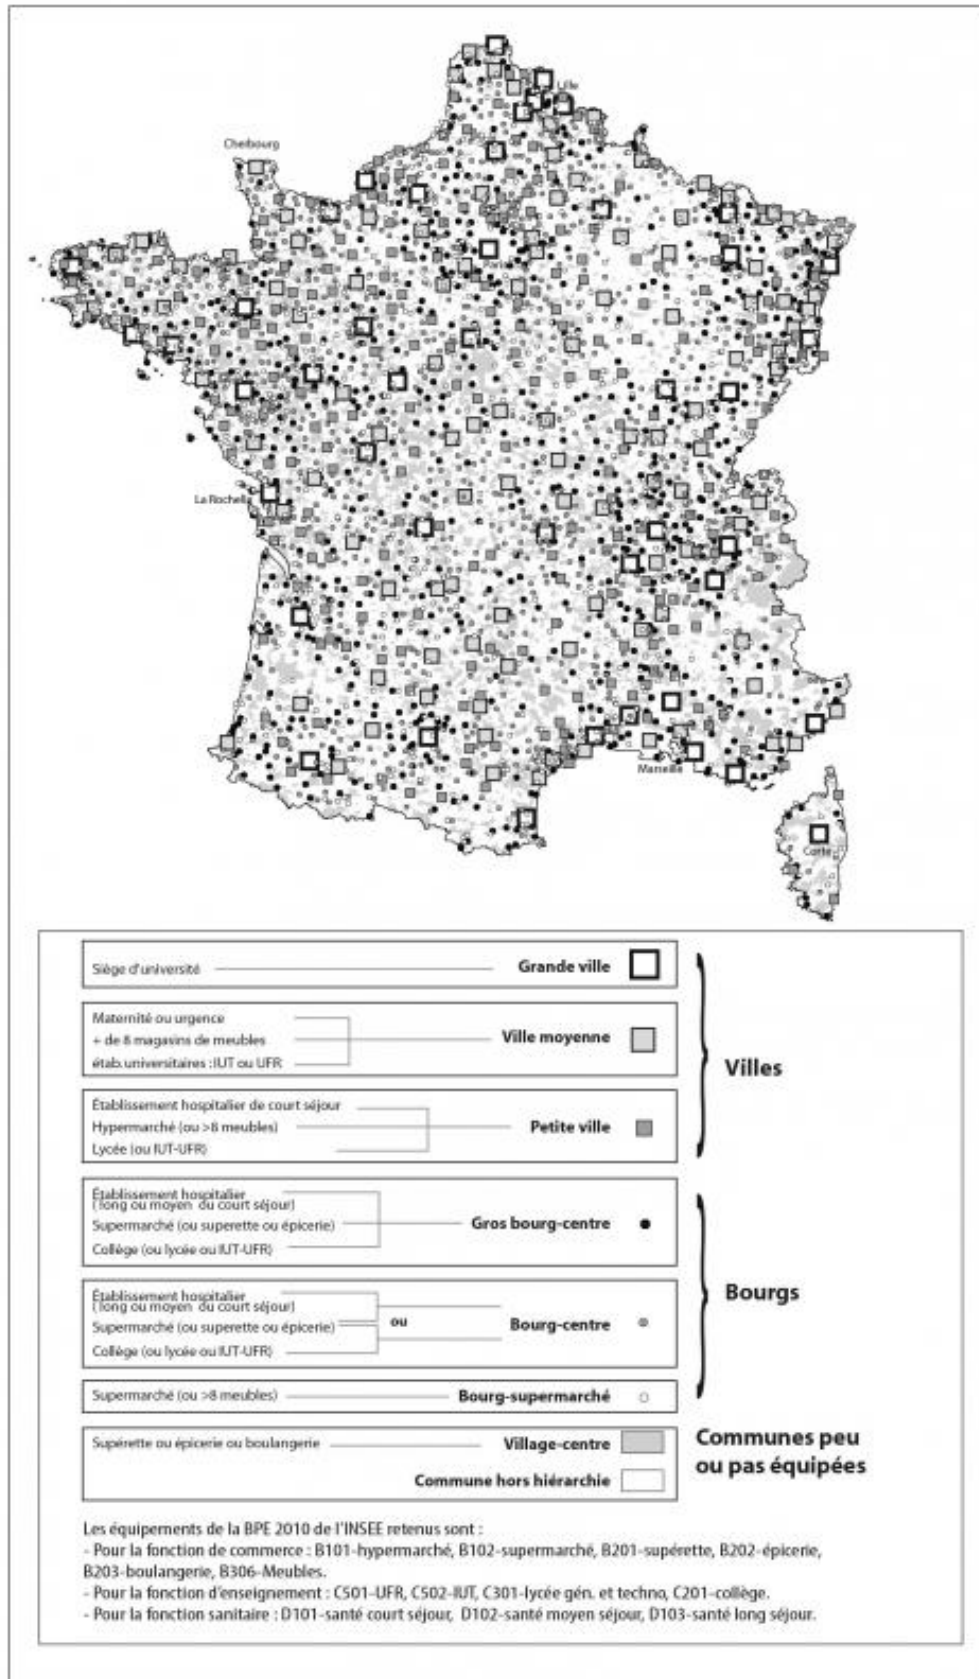 Lille
Cherbourg
Paris
La Rochelle
Marseille
Corte
Siège d'université
Grande ville
Maternité ou urgence
+ de 8 magasins de meubles
étab.universitaires : IUT ou UFR
Ville moyenne
Établissement hospitalier de court séjour
Hypermarché (ou >8 meubles)
Lycée (ou IUT-UFR)
Petite ville
Villes
Établissement hospitalier
(long ou moyen du court séjour)
Supermarché (ou superette ou épicerie)
Collège (ou lycée ou IUT-UFR)
Gros bourg-centre
Établissement hospitalier
(long ou moyen du court séjour)
Supermarché (ou superette ou épicerie)
Collège (ou lycée ou IUT-UFR)
ou
Bourg-centre
Bourgs
Supermarché (ou >8 meubles)
Bourg-supermarché
Supérette ou épicerie ou boulangerie
Village-centre
Commune hors hiérarchie
Communes peu
ou pas équipées
Les équipements de la BPE 2010 de l'INSEE retenus sont :
- Pour la fonction de commerce : B101-hypermarché, B102-supermarché, B201-supérette, B202-épicerie,
B203-boulangerie, B306-Meubles.
- Pour la fonction d'enseignement : C501-UFR, C502-IUT, C301-lycée gén. et techno, C201-collège.
- Pour la fonction sanitaire : D101-santé court séjour, D102-santé moyen séjour, D103-santé long séjour.